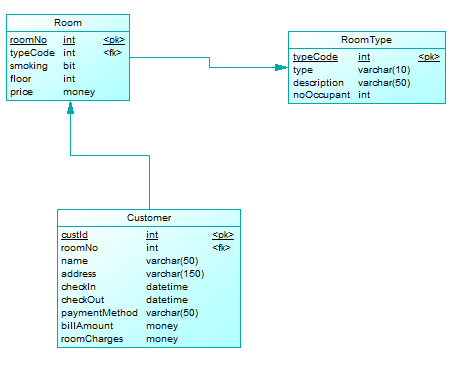 Room
roomNo int <pk>
typeCode int <fk>
smoking bit
floor int
price money
RoomType
typeCode int <pk>
type varchar(10)
description varchar(50)
noOccupant int
Customer
custId int <pk>
roomNo int <fk>
name varchar(50)
address varchar(150)
checkIn datetime
checkOut datetime
paymentMethod varchar(50)
billAmount money
roomCharges money